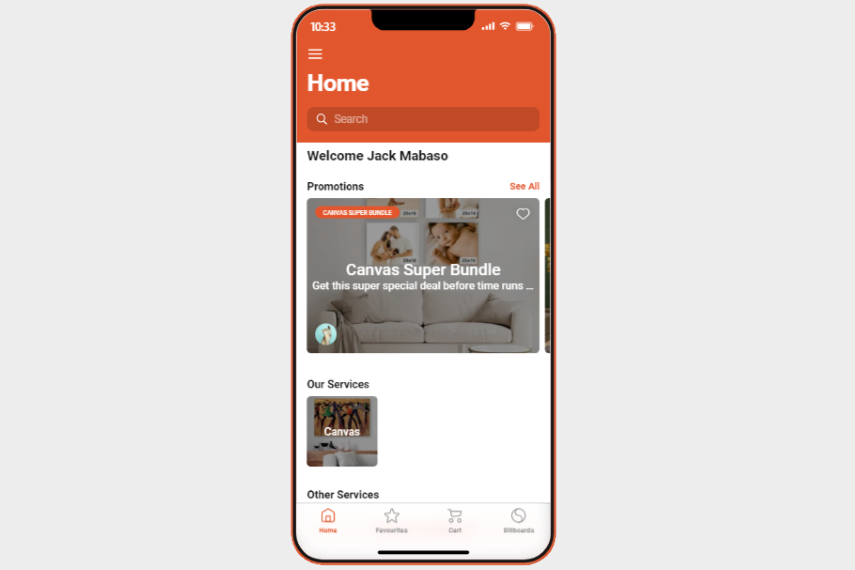 10:33
Home
Search
Welcome Jack Mabaso
Promotions
See All
CANVAS SUPER BUNDLE
20x16
20x16
20x16
20x16
Canvas Super Bundle
Get this super special deal before time runs ...
Our Services
Canvas
Other Services
Home
Favourites
Cart
Billboards